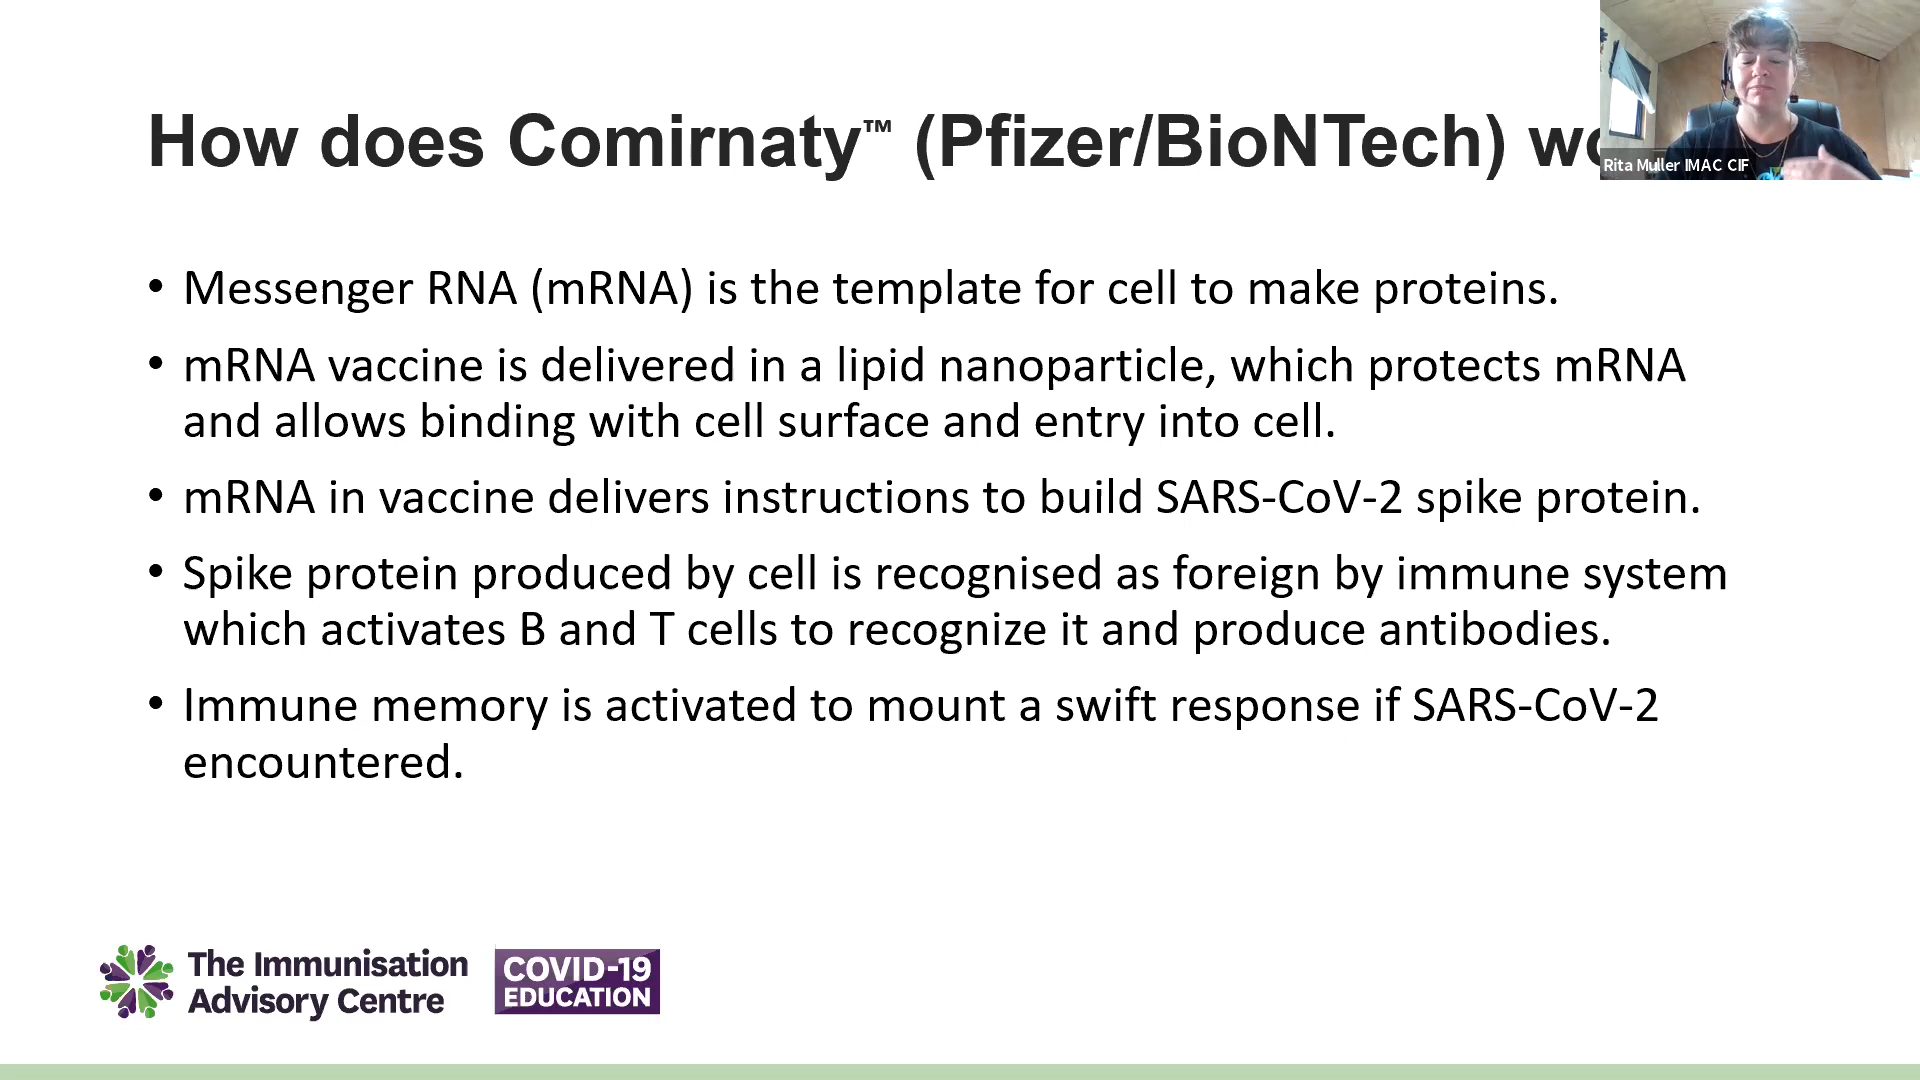 How does Comirnaty™ (Pfizer/BioNTech)
Rita Muller IMAC CIF
• Messenger RNA (mRNA) is the template for cell to make proteins.
• mRNA vaccine is delivered in a lipid nanoparticle, which protects mRNA
and allows binding with cell surface and entry into cell.
• mRNA in vaccine delivers instructions to build SARS-CoV-2 spike protein.
• Spike protein produced by cell is recognised as foreign by immune system
which activates B and T cells to recognize it and produce antibodies.
• Immune memory is activated to mount a swift response if SARS-CoV-2
encountered.
The Immunisation
Advisory Centre
COVID-19
EDUCATION